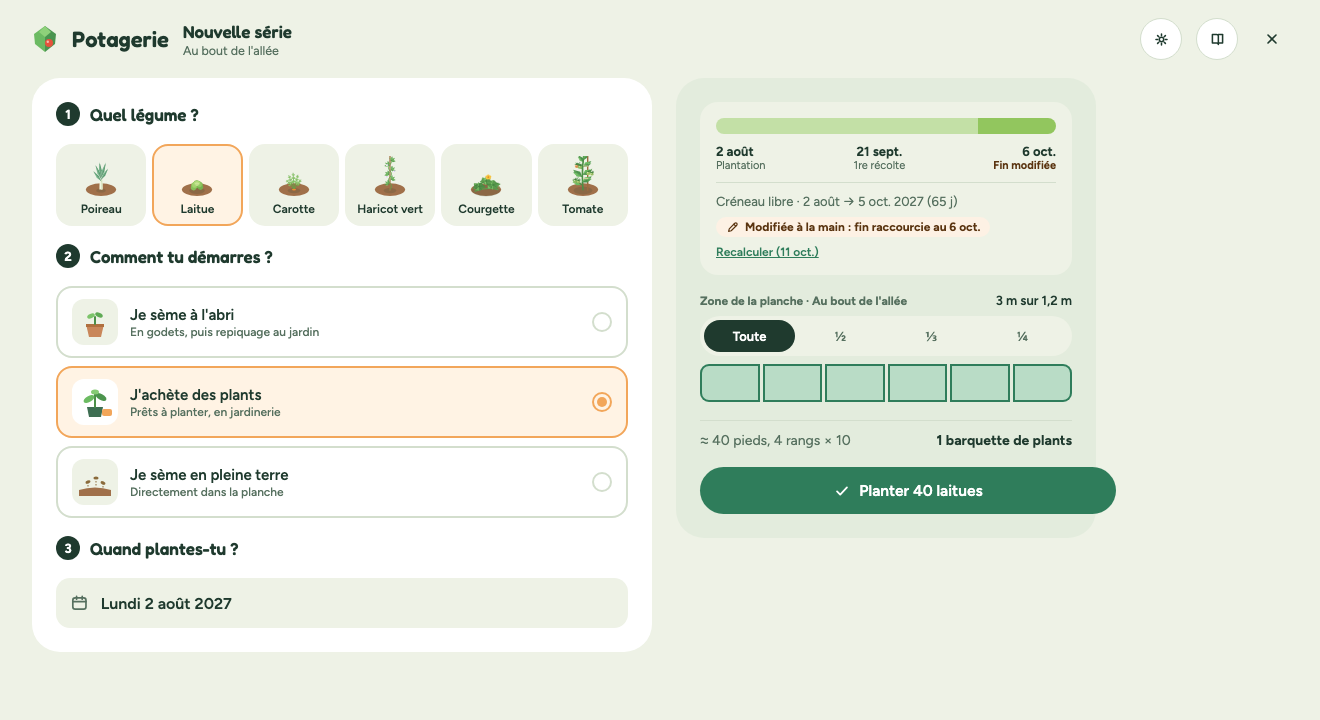 Potagerie
Nouvelle série
Au bout de l'allée
1 Quel légume ?
Poireau
Laitue
Carotte
Haricot vert
Courgette
Tomate
2 Comment tu démarres ?
Je sème à l'abri
En godets, puis repiquage au jardin
J'achète des plants
Prêts à planter, en jardinerie
Je sème en pleine terre
Directement dans la planche
3 Quand plantes-tu ?
Lundi 2 août 2027
2 août 21 sept. 6 oct.
Plantation 1re récolte Fin modifiée
Créneau libre · 2 août → 5 oct. 2027 (65 j)
Modifiée à la main : fin raccourcie au 6 oct.
Recalculer (11 oct.)
Zone de la planche · Au bout de l'allée 3 m sur 1,2 m
Toute ½ ⅓ ¼
≈ 40 pieds, 4 rangs × 10 1 barquette de plants
Planter 40 laitues